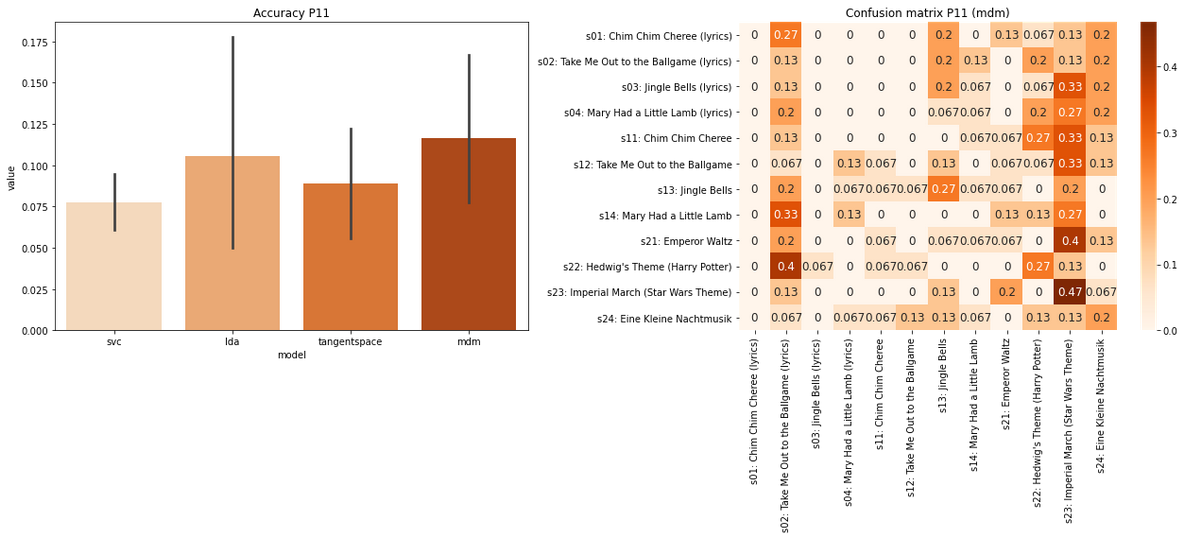 Accuracy P11
0.175
0.150
0.125
0.100
0.075
0.050
0.025
0.000
value
svc lda tangentspace mdm
model
Confusion matrix P11 (mdm)
s01: Chim Chim Cheree (lyrics) 0 0.27 0 0 0 0 0.2 0 0.13 0.067 0.13 0.2
s02: Take Me Out to the Ballgame (lyrics) 0 0.13 0 0 0 0 0.2 0.13 0 0.2 0.13 0.2
s03: Jingle Bells (lyrics) 0 0.13 0 0 0 0 0.2 0.067 0 0.067 0.33 0.2
s04: Mary Had a Little Lamb (lyrics) 0 0.2 0 0 0 0 0.067 0.067 0 0.2 0.27 0.2
s11: Chim Chim Cheree 0 0.13 0 0 0 0 0 0.067 0.067 0.27 0.33 0.13
s12: Take Me Out to the Ballgame 0 0.067 0 0.13 0.067 0 0.13 0 0.067 0.067 0.33 0.13
s13: Jingle Bells 0 0.2 0 0.067 0.067 0.067 0.27 0.067 0.067 0 0.2 0
s14: Mary Had a Little Lamb 0 0.33 0 0.13 0 0 0 0 0.13 0.13 0.27 0
s21: Emperor Waltz 0 0.2 0 0 0.067 0 0.067 0.067 0.067 0 0.4 0.13
s22: Hedwig's Theme (Harry Potter) 0 0.4 0.067 0 0.067 0.067 0 0 0 0.27 0.13 0
s23: Imperial March (Star Wars Theme) 0 0.13 0 0 0 0 0.13 0 0.2 0 0.47 0.067
s24: Eine Kleine Nachtmusik 0 0.067 0 0.067 0.067 0.13 0.13 0.067 0 0.13 0.13 0.2
s01: Chim Chim Cheree (lyrics)
s02: Take Me Out to the Ballgame (lyrics)
s03: Jingle Bells (lyrics)
s04: Mary Had a Little Lamb (lyrics)
s11: Chim Chim Cheree
s12: Take Me Out to the Ballgame
s13: Jingle Bells
s14: Mary Had a Little Lamb
s21: Emperor Waltz
s22: Hedwig's Theme (Harry Potter)
s23: Imperial March (Star Wars Theme)
s24: Eine Kleine Nachtmusik
0.4
0.3
0.2
0.1
0.0